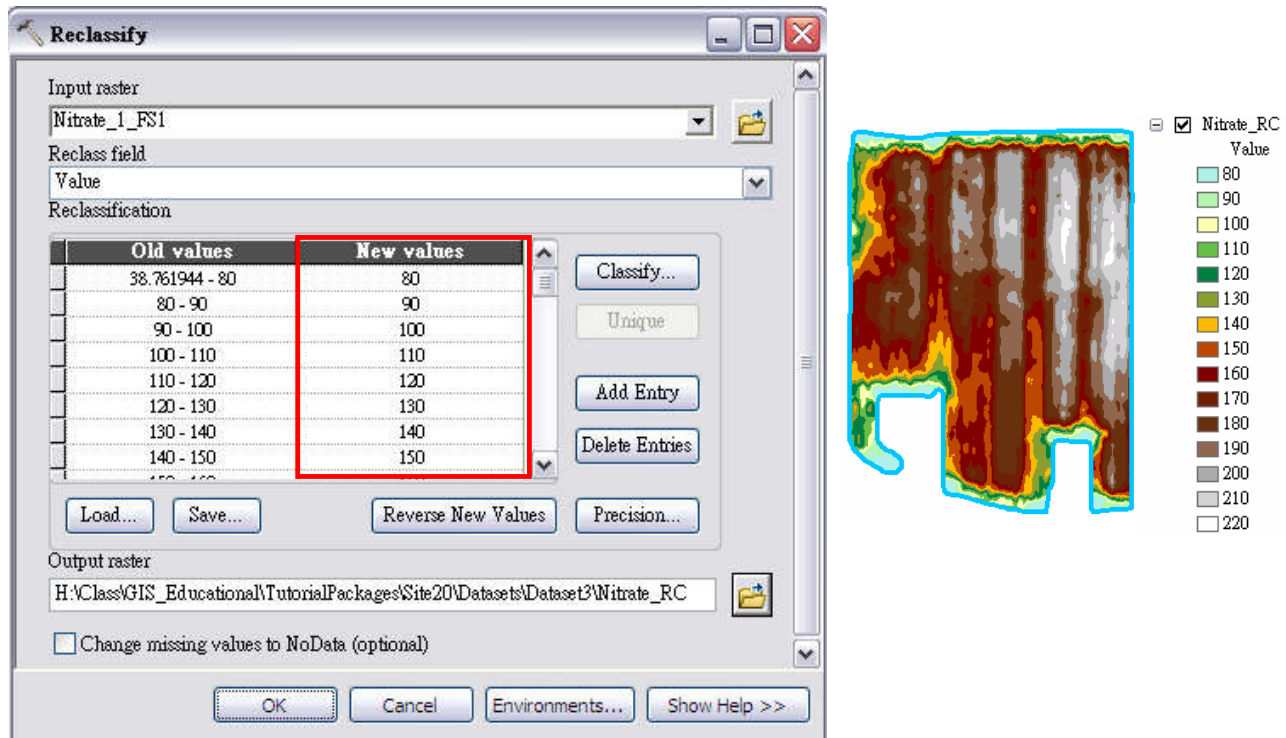 Reclassify
Input raster
Nitrate_1_FS1
Reclass field
Value
Reclassification
Old values New values
38.761944 - 80 80
80 - 90 90
90 - 100 100
100 - 110 110
110 - 120 120
120 - 130 130
130 - 140 140
140 - 150 150
Classify...
Unique
Add Entry
Delete Entries
Load... Save... Reverse New Values Precision...
Output raster
H:\Class\GIS_Educational\TutorialPackages\Site20\Datasets\Dataset3\Nitrate_RC
Change missing values to NoData (optional)
OK Cancel Environments... Show Help >>
Nitrate_RC
Value
80
90
100
110
120
130
140
150
160
170
180
190
200
210
220